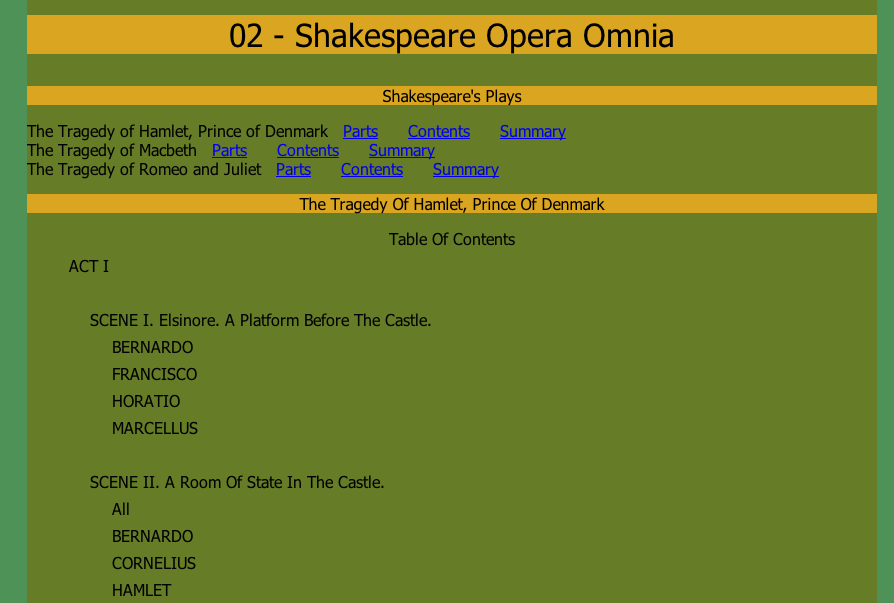 02 - Shakespeare Opera Omnia
Shakespeare's Plays
The Tragedy of Hamlet, Prince of Denmark Parts Contents Summary
The Tragedy of Macbeth Parts Contents Summary
The Tragedy of Romeo and Juliet Parts Contents Summary
The Tragedy Of Hamlet, Prince Of Denmark
Table Of Contents
ACT I
SCENE I. Elsinore. A Platform Before The Castle.
BERNARDO
FRANCISCO
HORATIO
MARCELLUS
SCENE II. A Room Of State In The Castle.
All
BERNARDO
CORNELIUS
HAMLET